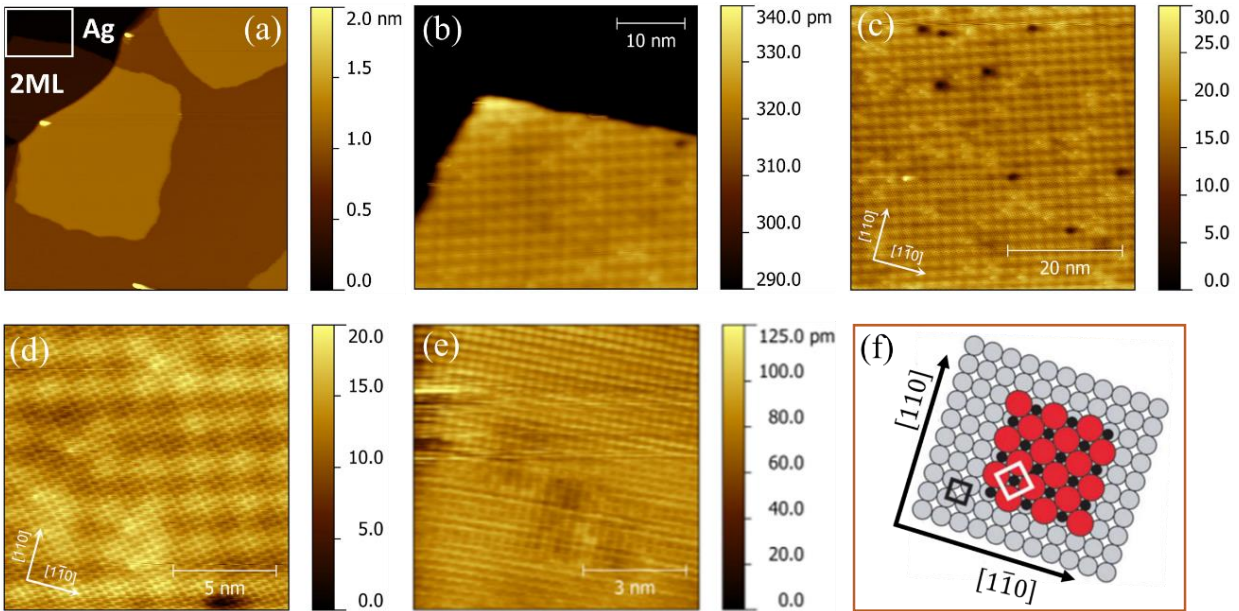 (a)
Ag
2ML
2.0 nm
1.5
1.0
0.5
0.0
(b)
10 nm
340.0 pm
330.0
320.0
310.0
300.0
290.0
(c)
[110]
[11̅0]
20 nm
30.0
25.0
20.0
15.0
10.0
5.0
0.0
(d)
[110]
[11̅0]
5 nm
20.0
15.0
10.0
5.0
0.0
(e)
3 nm
125.0 pm
100.0
80.0
60.0
40.0
20.0
0.0
(f)
[110]
[11̅0]